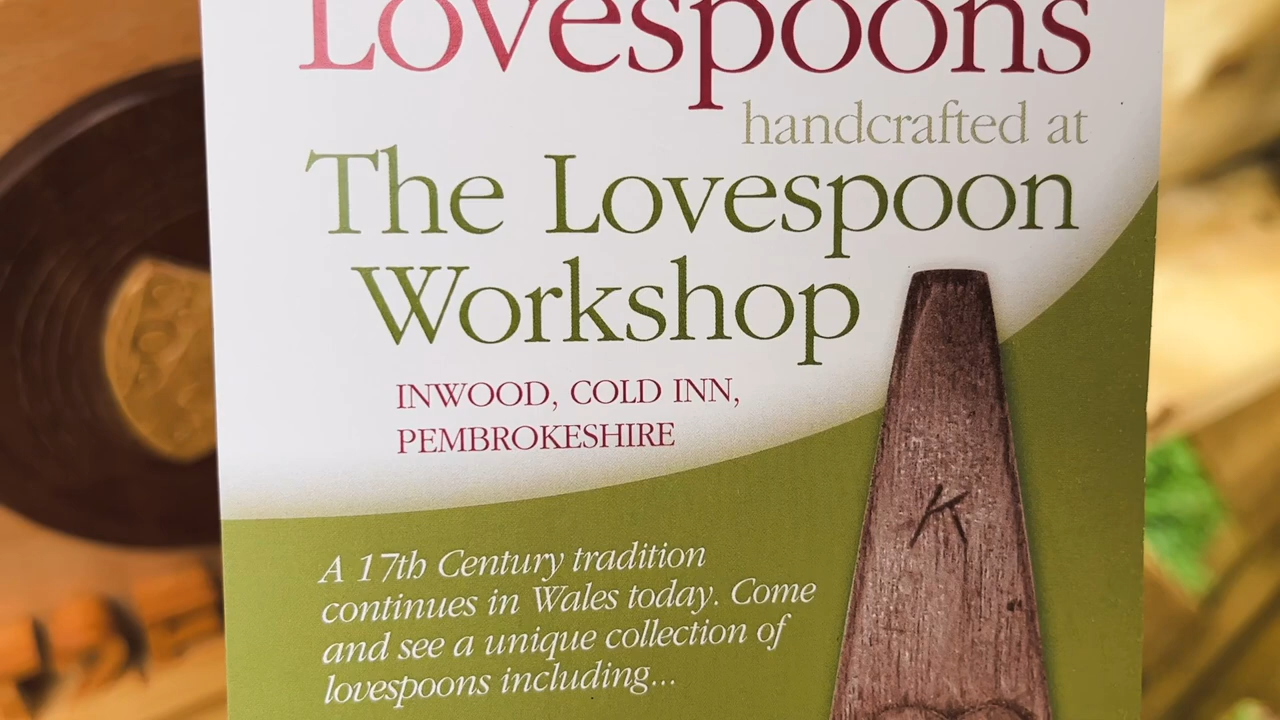 Lovespoons
handcrafted at
The Lovespoon
Workshop
INWOOD, COLD INN,
PEMBROKESHIRE
K
A 17th Century tradition
continues in Wales today. Come
and see a unique collection of
lovespoons including...